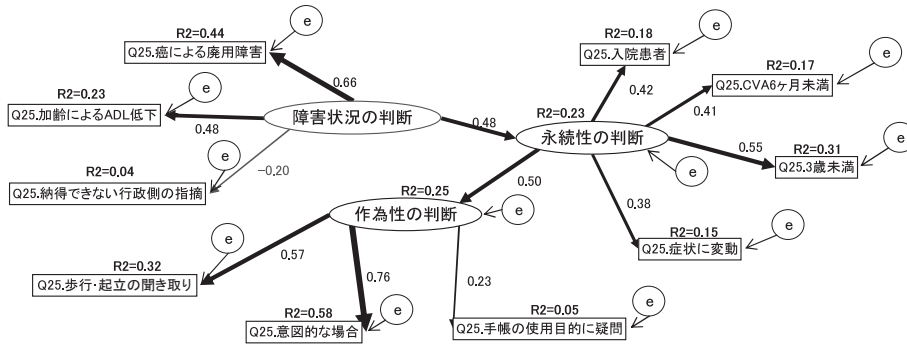 R2=0.44
e
Q25.癌による廃用障害
R2=0.18
e
Q25.入院患者
R2=0.17
e
Q25.CVA6ヶ月未満
R2=0.23
e
Q25.加齢によるADL低下
0.66
0.42
0.41
0.48
障害状況の判断
0.48
R2=0.23
永続性の判断
0.55
R2=0.31
e
Q25.3歳未満
e
R2=0.04
e
Q25.納得できない行政側の指摘
-0.20
0.50
R2=0.25
作為性の判断
e
0.38
R2=0.15
e
Q25.症状に変動
R2=0.32
e
Q25.歩行・起立の聞き取り
0.57
0.76
0.23
R2=0.58
e
Q25.意図的な場合
R2=0.05
e
Q25.手帳の使用目的に疑問